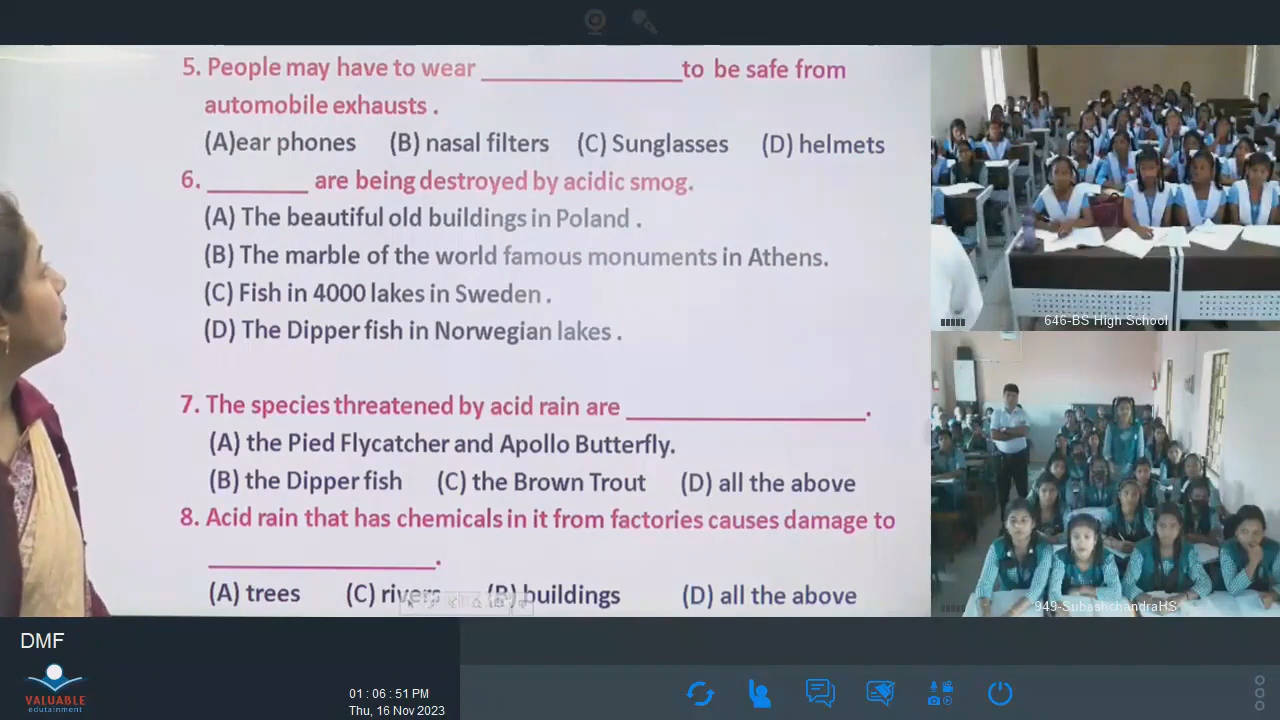 5. People may have to wear ____________ to be safe from
automobile exhausts .
(A)ear phones (B) nasal filters (C) Sunglasses (D) helmets
6. ______ are being destroyed by acidic smog.
(A) The beautiful old buildings in Poland .
(B) The marble of the world famous monuments in Athens.
(C) Fish in 4000 lakes in Sweden .
(D) The Dipper fish in Norwegian lakes .
7. The species threatened by acid rain are ______________.
(A) the Pied Flycatcher and Apollo Butterfly.
(B) the Dipper fish (C) the Brown Trout (D) all the above
8. Acid rain that has chemicals in it from factories causes damage to
______________.
(A) trees (C) rivers (B) buildings (D) all the above
646-BS High School
949-SubashchandraHS
DMF
VALUABLE
edutainment
01 : 06 : 51 PM
Thu, 16 Nov 2023